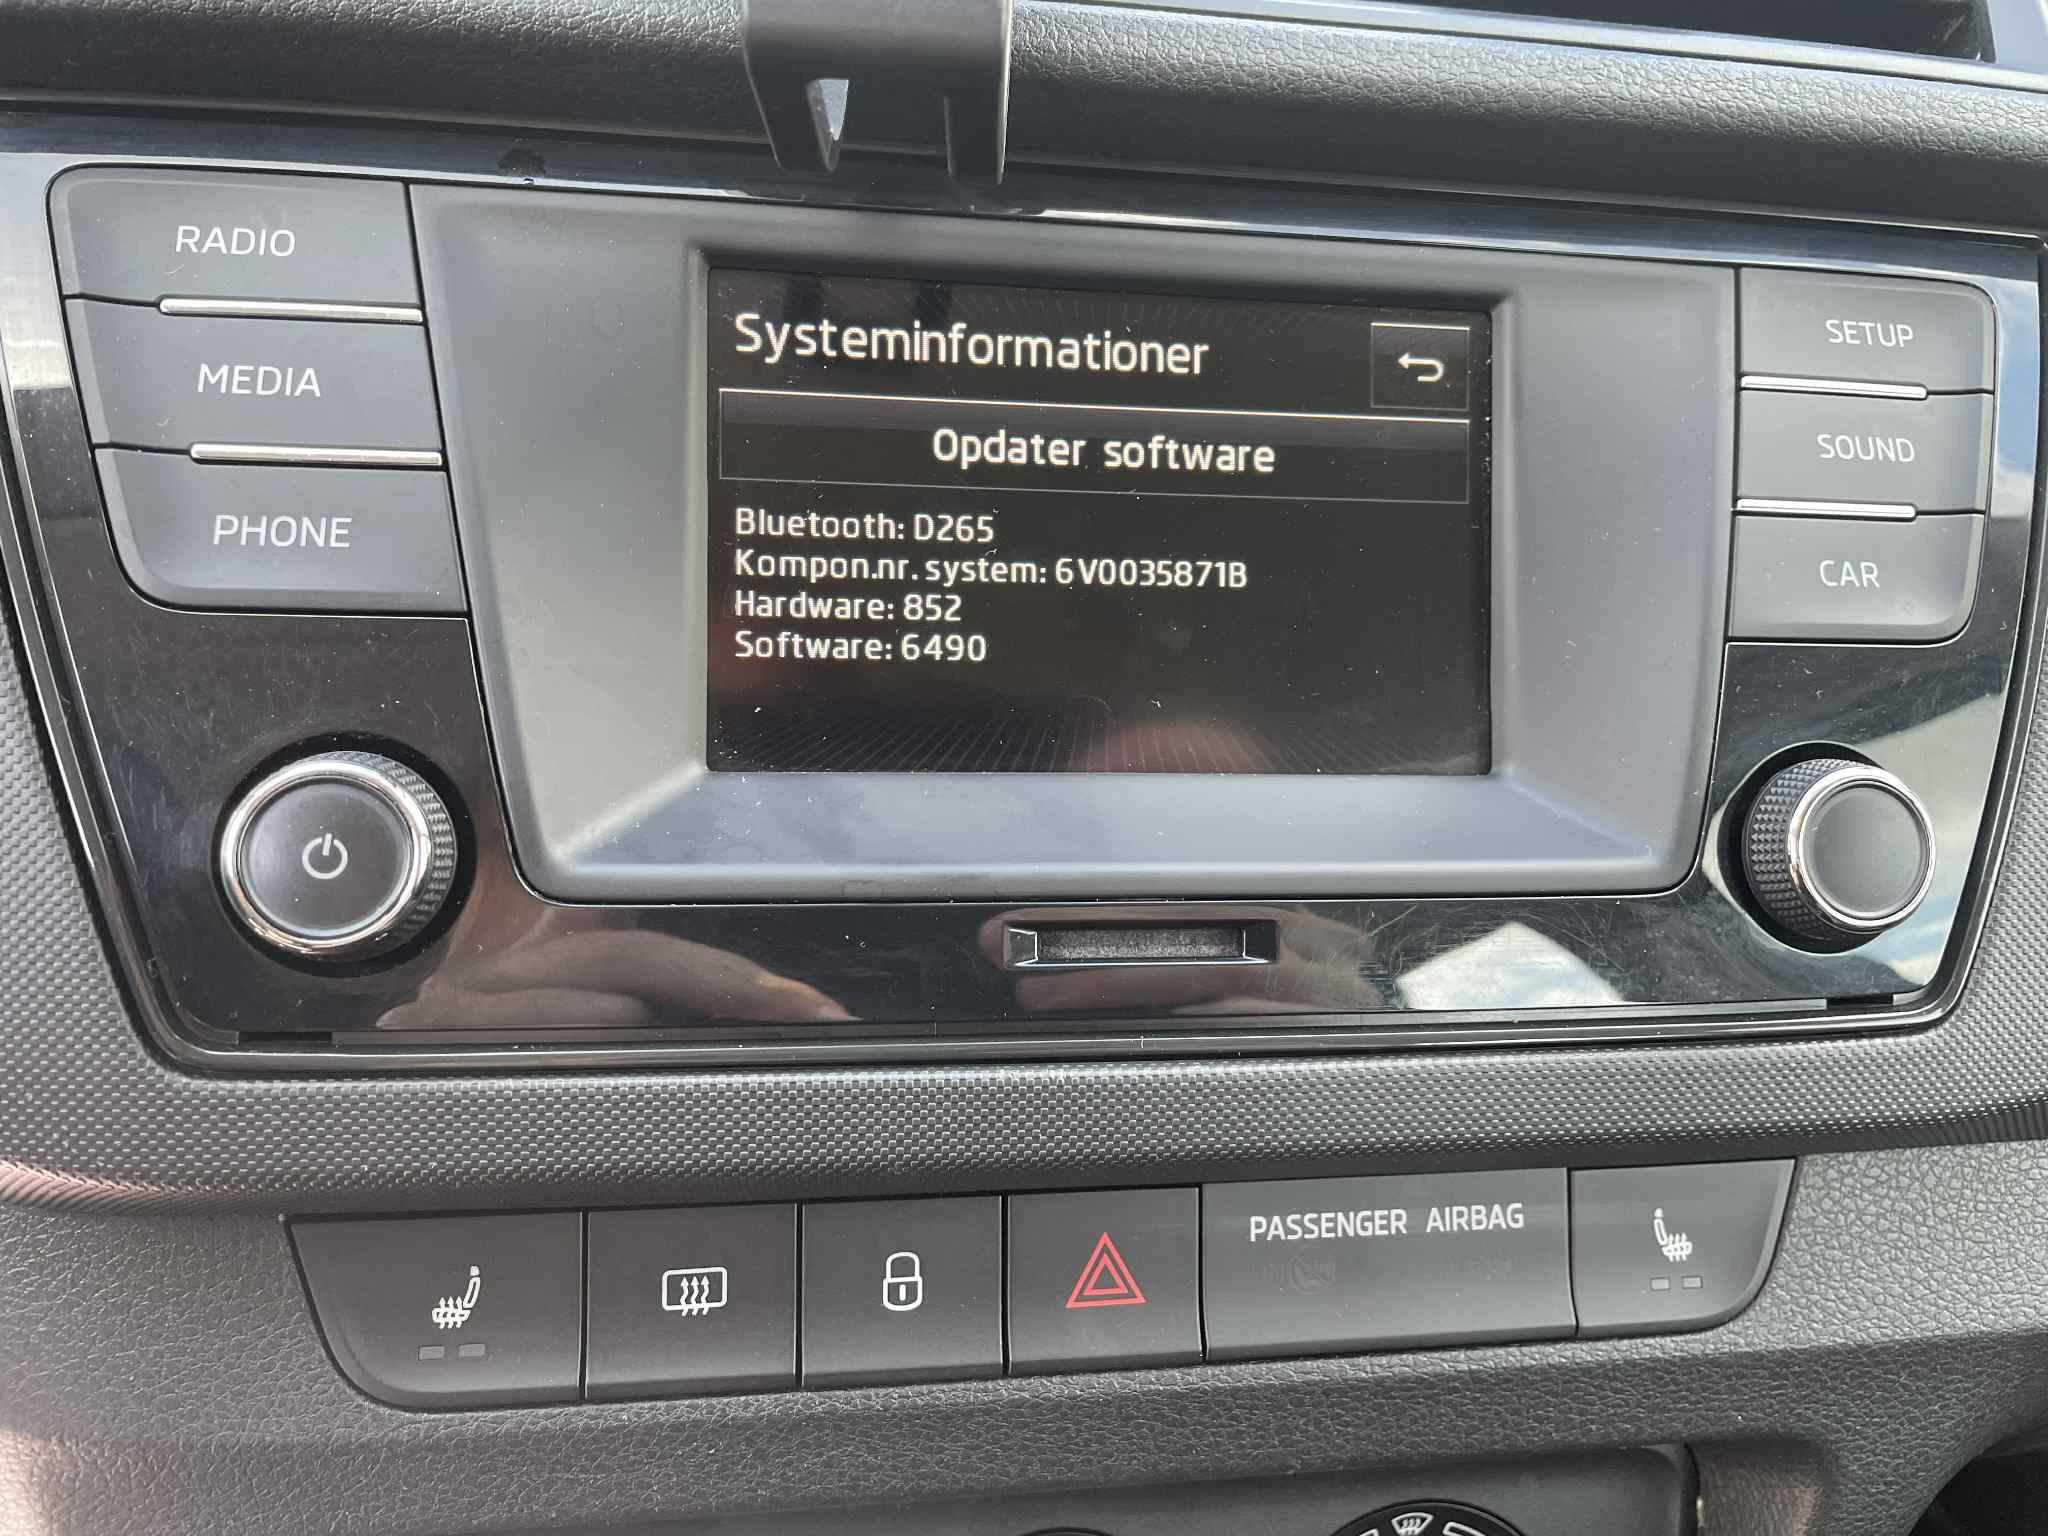 RADIO
MEDIA
PHONE
Systeminformationer
Opdater software
Bluetooth: D265
Kompon.nr. system: 6V0035871B
Hardware: 852
Software: 6490
SETUP
SOUND
CAR
PASSENGER AIRBAG